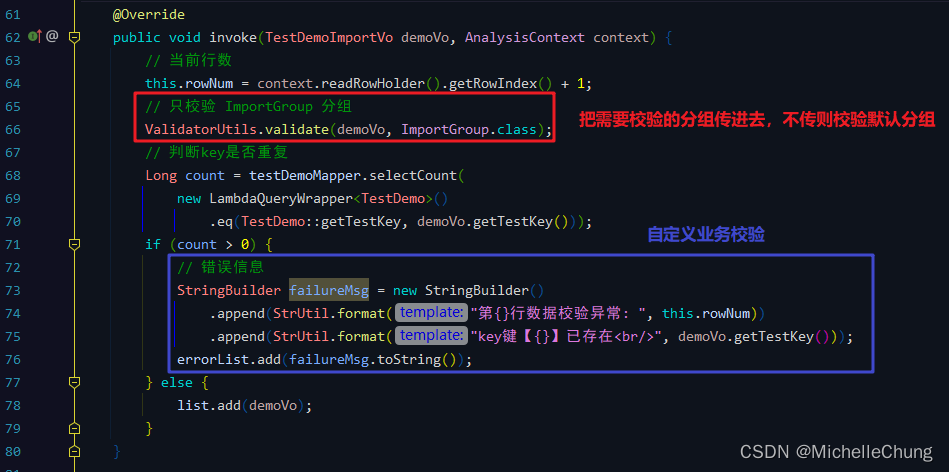 61 @Override
62 public void invoke(TestDemoImportVo demoVo, AnalysisContext context) {
63 // 当前行数
64 this.rowNum = context.readRowHolder().getRowIndex() + 1;
65 // 只校验 ImportGroup 分组
66 ValidatorUtils.validate(demoVo, ImportGroup.class);
把需要校验的分组传进去，不传则校验默认分组
67 // 判断key是否重复
68 Long count = testDemoMapper.selectCount(
69 new LambdaQueryWrapper<TestDemo>()
70 .eq(TestDemo::getTestKey, demoVo.getTestKey()));
自定义业务校验
71 if (count > 0) {
72 // 错误信息
73 StringBuilder failureMsg = new StringBuilder()
74 .append(StrUtil.format( template: "第{}行数据校验异常: ", this.rowNum))
75 .append(StrUtil.format( template: "key键【{}】已存在<br/>", demoVo.getTestKey()));
76 errorList.add(failureMsg.toString());
77 } else {
78 list.add(demoVo);
79 }
80 }
CSDN @MichelleChung